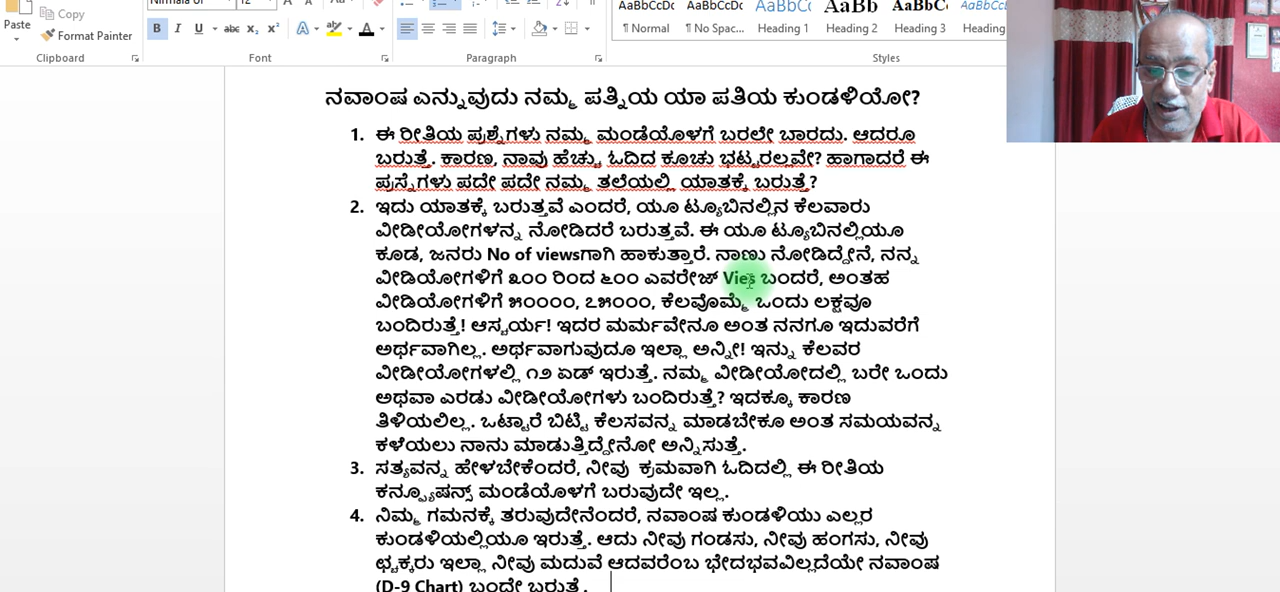 Paste
Copy
Format Painter
Clipboard
B I U abc x₂ x² A A
Font
Paragraph
AaBbCcDc AaBbCcDc AaBbCc AaBb AaBbCc AaBbCcDc
¶ Normal ¶ No Spac... Heading 1 Heading 2 Heading 3 Heading
Styles
ನವಾಂಷ ಎನ್ನುವುದು ನಮ್ಮ ಪತ್ನಿಯ ಯಾ ಪತಿಯ ಕುಂಡಳಿಯೋ?
1. ಈ ರೀತಿಯ ಪ್ರಶ್ನೆಗಳು ನಮ್ಮ ಮಂಡೆಯೊಳಗೆ ಬರಲೇ ಬಾರದು. ಆದರೂ
ಬರುತ್ತೆ. ಕಾರಣ, ನಾವು ಹೆಚ್ಚು ಓದಿದ ಕೂಚು ಭಟ್ಟರಲ್ಲವೇ? ಹಾಗಾದರೆ ಈ
ಪ್ರಸ್ನೆಗಳು ಪದೇ ಪದೇ ನಮ್ಮ ತಲೆಯಲ್ಲಿ ಯಾತಕ್ಕೆ ಬರುತ್ತೆ?
2. ಇದು ಯಾತಕ್ಕೆ ಬರುತ್ತವೆ ಎಂದರೆ, ಯೂ ಟ್ಯೂಬಿನಲ್ಲಿನ ಕೆಲವಾರು
ವೀಡೀಯೋಗಳನ್ನ ನೋಡಿದರೆ ಬರುತ್ತವೆ. ಈ ಯೂ ಟ್ಯೂಬಿನಲ್ಲಿಯೂ
ಕೂಡ, ಜನರು No of viewsಗಾಗಿ ಹಾಕುತ್ತಾರೆ. ನಾಣು ನೋಡಿದ್ದೇನೆ, ನನ್ನ
ವೀಡಿಯೋಗಳಿಗೆ ೩೦೦ ರಿಂದ ೬೦೦ ಎವರೇಜ್ Vies ಬಂದರೆ, ಅಂತಹ
ವೀಡಿಯೋಗಳಿಗೆ ೫೦೦೦೦, ೭೫೦೦೦, ಕೆಲವೊಮ್ಮೆ ಒಂದು ಲಕ್ಷವೂ
ಬಂದಿರುತ್ತೆ! ಆಸ್ಚರ್ಯ! ಇದರ ಮರ್ಮವೇನೂ ಅಂತ ನನಗೂ ಇದುವರೆಗೆ
ಅರ್ಥವಾಗಿಲ್ಲ. ಅರ್ಥವಾಗುವುದೂ ಇಲ್ಲಾ ಅನ್ನೀ! ಇನ್ನು ಕೆಲವರ
ವೀಡೀಯೋಗಳಲ್ಲಿ ೧೨ ಏಡ್ ಇರುತ್ತೆ. ನಮ್ಮ ವೀಡೀಯೋದಲ್ಲಿ ಬರೇ ಒಂದು
ಅಥವಾ ಎರಡು ವೀಡೀಯೋಗಳು ಬಂದಿರುತ್ತೆ? ಇದಕ್ಕೂ ಕಾರಣ
ತಿಳಿಯಲಿಲ್ಲ. ಒಟ್ಟಾರೆ ಬಿಟ್ಟಿ ಕೆಲಸವನ್ನ ಮಾಡಬೇಕೂ ಅಂತ ಸಮಯವನ್ನ
ಕಳೆಯಲು ನಾನು ಮಾಡುತ್ತಿದ್ದೇನೋ ಅನ್ನಿಸುತ್ತೆ.
3. ಸತ್ಯವನ್ನ ಹೇಳಬೇಕೆಂದರೆ, ನೀವು ಕ್ರಮವಾಗಿ ಓದಿದಲ್ಲಿ ಈ ರೀತಿಯ
ಕನ್ಫ್ಯೂಷನ್ಸ್ ಮಂಡೆಯೊಳಗೆ ಬರುವುದೇ ಇಲ್ಲ.
4. ನಿಮ್ಮ ಗಮನಕ್ಕೆ ತರುವುದೇನೆಂದರೆ, ನವಾಂಷ ಕುಂಡಳಿಯು ಎಲ್ಲರ
ಕುಂಡಳಿಯಲ್ಲಿಯೂ ಇರುತ್ತೆ. ಆದು ನೀವು ಗಂಡಸು, ನೀವು ಹಂಗಸು, ನೀವು
ಛ್ಚಕ್ಕರು ಇಲ್ಲಾ ನೀವು ಮದುವೆ ಆದವರೆಂಬ ಭೇದಭವವಿಲ್ಲದೆಯೇ ನವಾಂಷ
(D-9 Chart) ಬಂದೇ ಬರುತ್ತೆ.